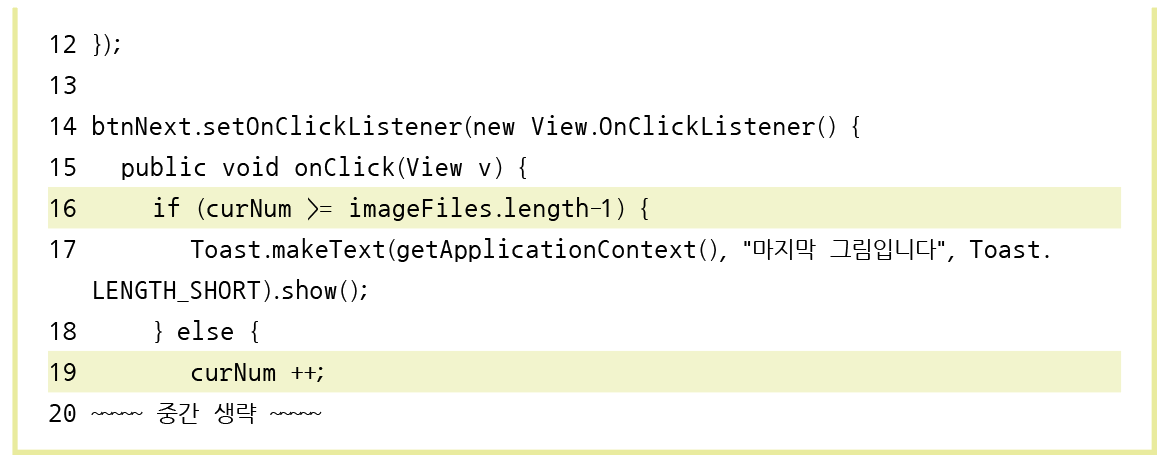 12 });
13
14 btnNext.setOnClickListener(new View.OnClickListener() {
15 public void onClick(View v) {
16 if (curNum >= imageFiles.length-1) {
17 Toast.makeText(getApplicationContext(), "마지막 그림입니다", Toast.
LENGTH_SHORT).show();
18 } else {
19 curNum ++;
20 ~~~~~ 중간 생략 ~~~~~